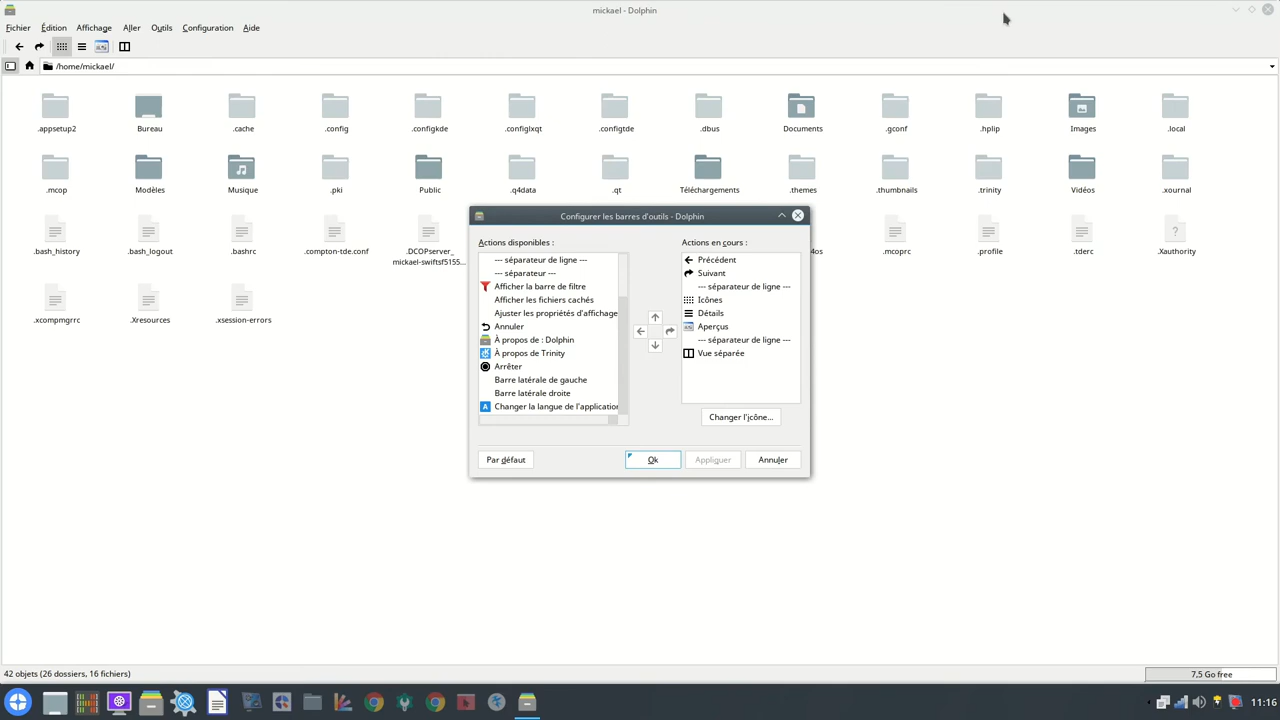 mickael - Dolphin
Fichier Édition Affichage Aller Outils Configuration Aide
/home/mickael/
.appsetup2 Bureau .cache .config .configkde .configlxqt .configtde .dbus Documents .gconf .hplip Images .local
.mcop Modèles Musique .pki Public .q4data .qt Téléchargements .themes .thumbnails .trinity Vidéos .xournal
.bash_history .bash_logout .bashrc .compton-tde.conf .DCOPserver_ 4os .mcoprc .profile .tderc .Xauthority
mickael-swiftsf5155...
.xcompmgrrc .Xresources .xsession-errors
Configurer les barres d'outils - Dolphin
Actions disponibles :
--- séparateur de ligne ---
--- séparateur ---
Afficher la barre de filtre
Afficher les fichiers cachés
Ajuster les propriétés d'affichage
Annuler
À propos de : Dolphin
À propos de Trinity
Arrêter
Barre latérale de gauche
Barre latérale droite
Changer la langue de l'application
Actions en cours :
Précédent
Suivant
--- séparateur de ligne ---
Icônes
Détails
Aperçus
--- séparateur de ligne ---
Vue séparée
Changer l'icône...
Par défaut Ok Appliquer Annuler
42 objets (26 dossiers, 16 fichiers) 7,5 Go free
11:16